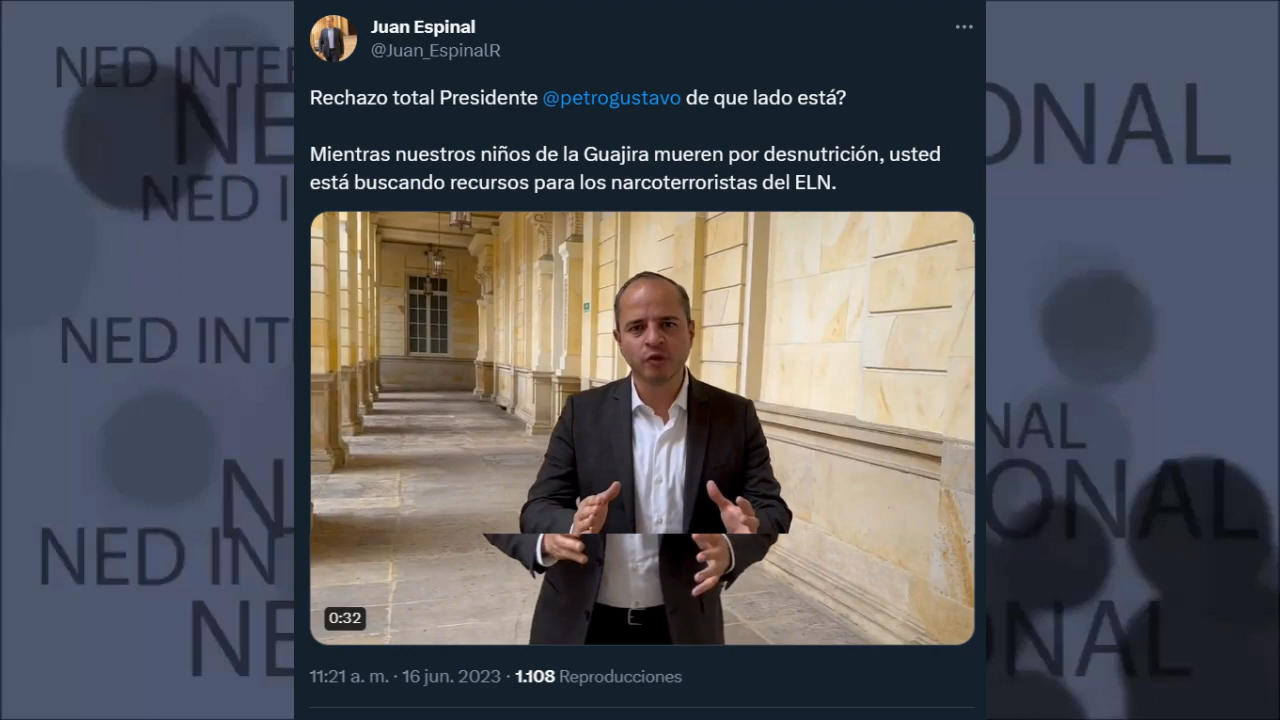 Juan Espinal
@Juan_EspinalR
Rechazo total Presidente @petrogustavo de que lado está?
Mientras nuestros niños de la Guajira mueren por desnutrición, usted
está buscando recursos para los narcoterroristas del ELN.
0:32
11:21 a. m. · 16 jun. 2023 · 1.108 Reproducciones
NED INTER
NE
ONAL
NED I
NED INT
NAL
N
ONAL
NED IN
NE
NAL